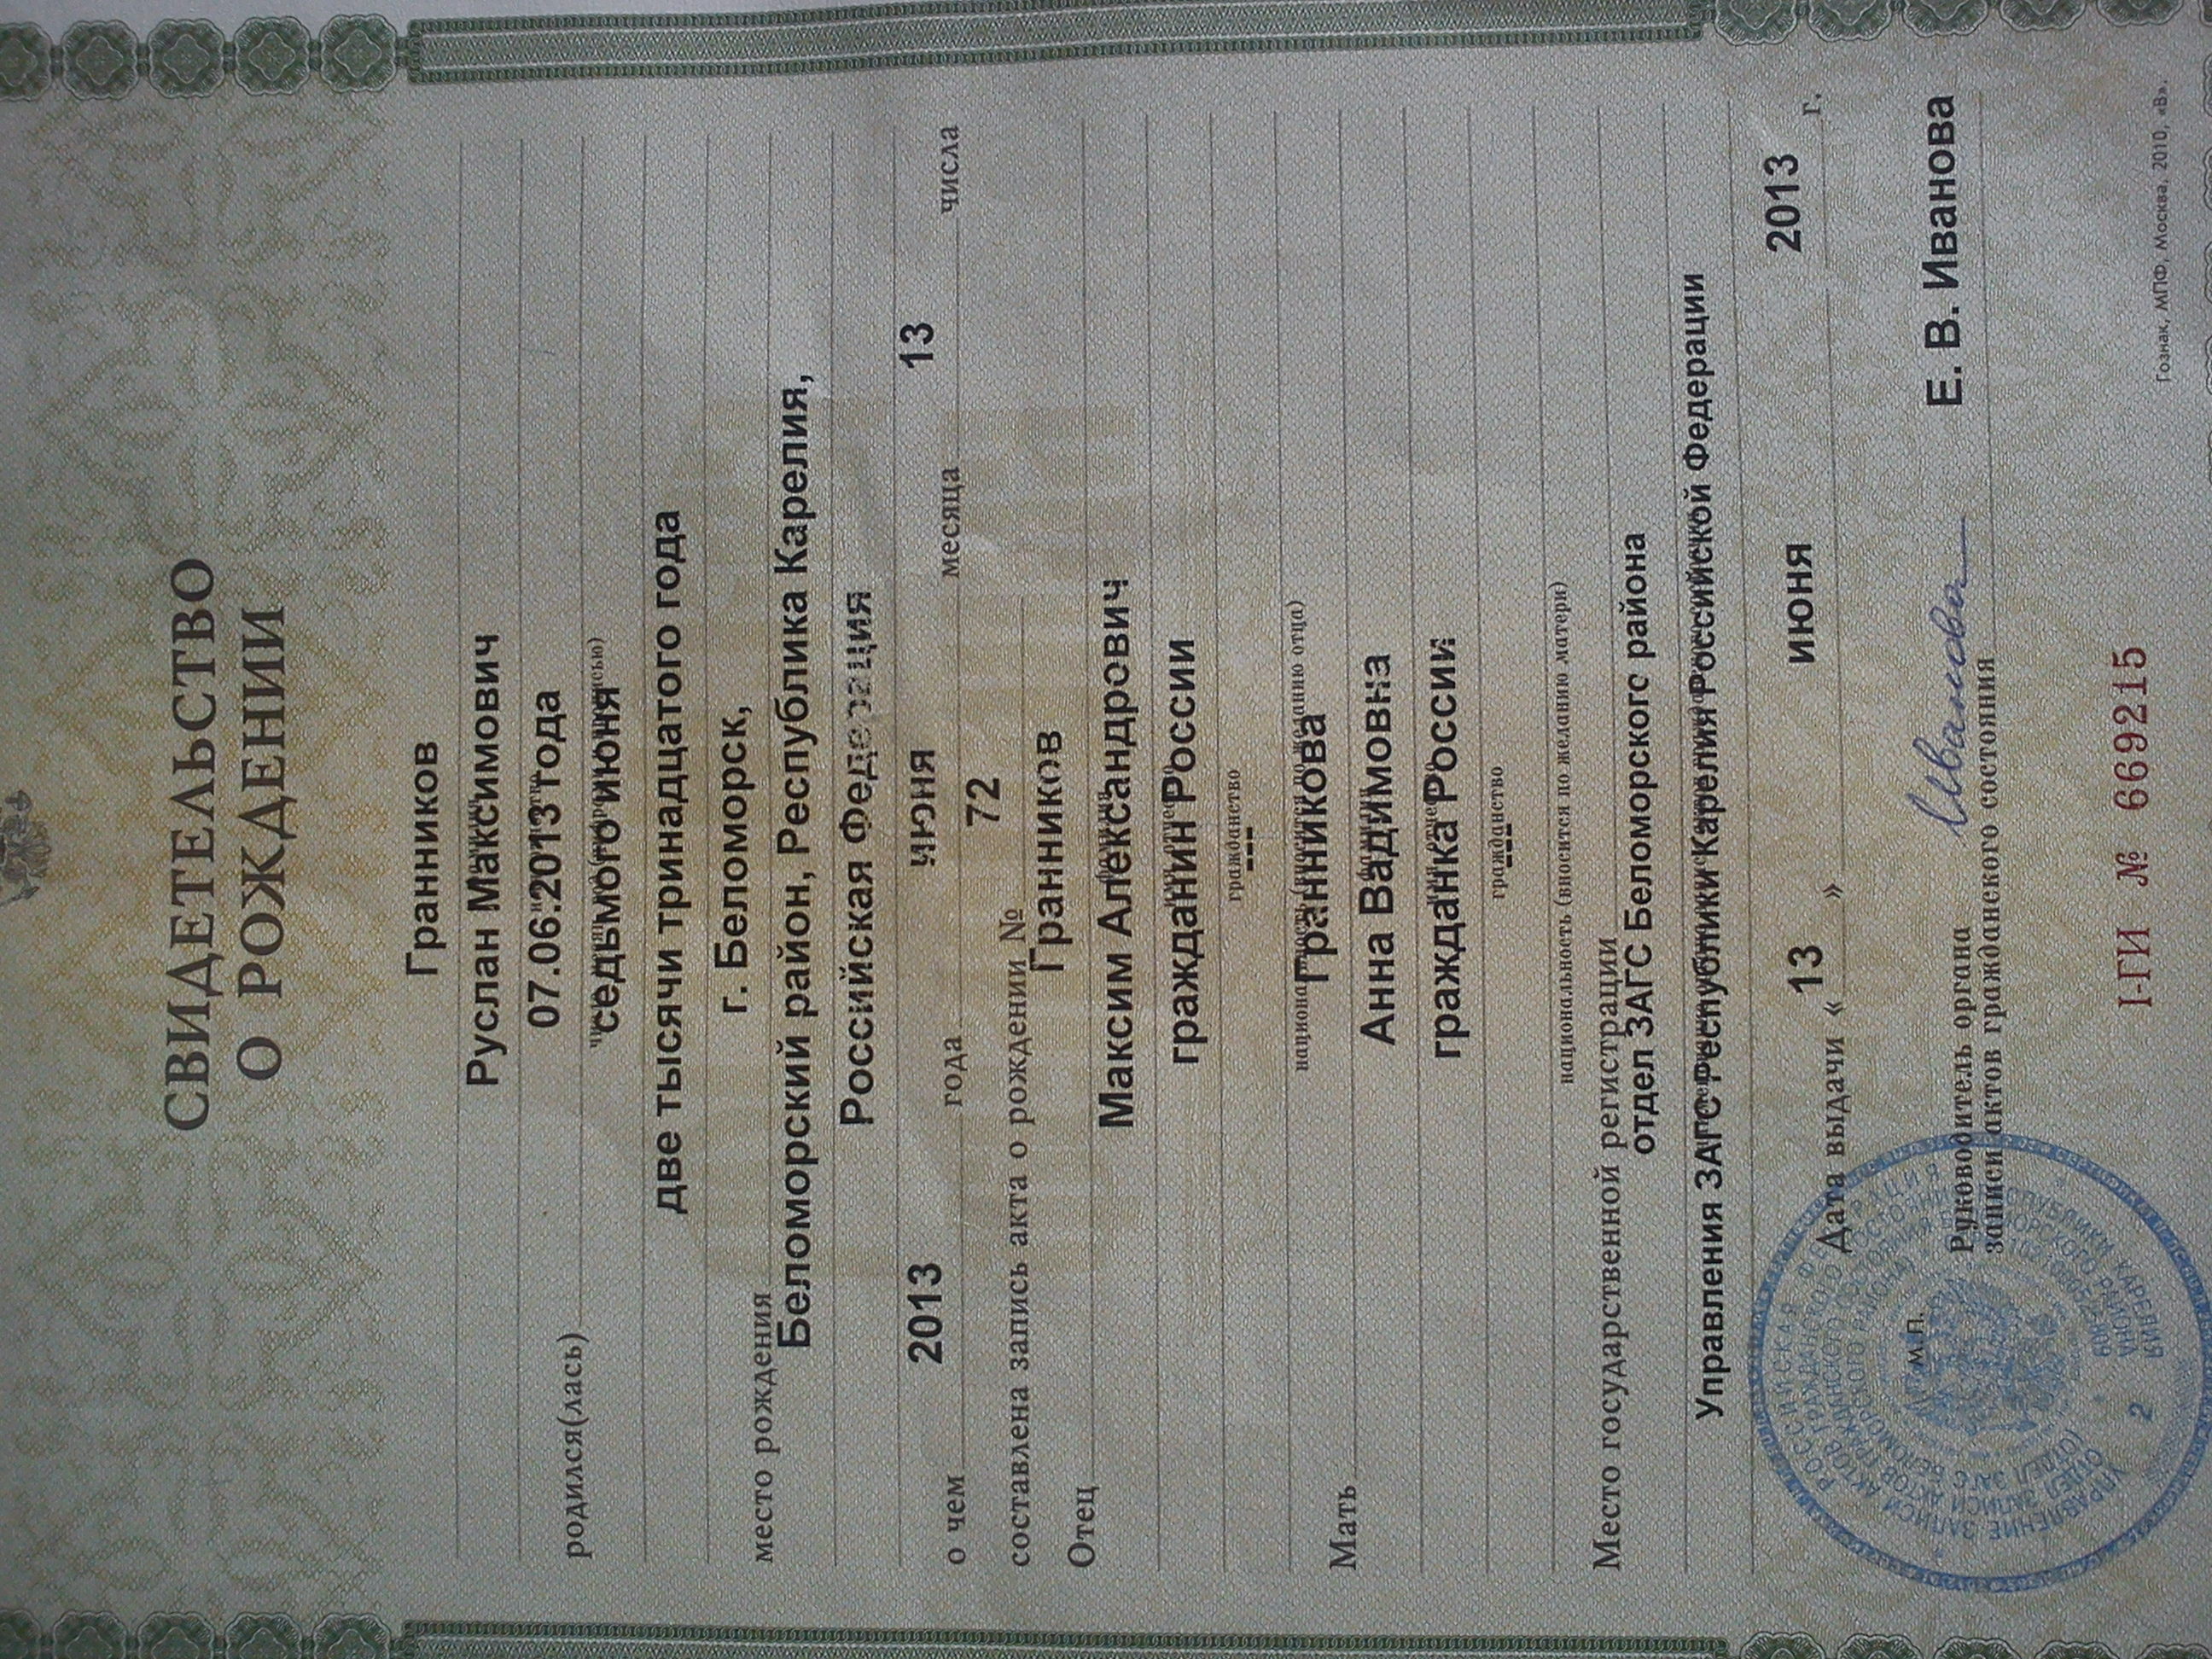 СВИДЕТЕЛЬСТВО
О РОЖДЕНИИ
Гранников
Руслан Максимович
родился(лась) 07.06.2013 года
седьмого июня
две тысячи тринадцатого года
место рождения г. Беломорск,
Беломорский район, Республика Карелия,
Российская Федерация
о чем 2013 года июня месяца 13 числа
составлена запись акта о рождении № 72
Отец Гранников
Максим Александрович
гражданин России
гражданство
---
национальность (вносится по желанию отца)
Мать Гранникова
Анна Вадимовна
гражданка России
гражданство
---
национальность (вносится по желанию матери)
Место государственной регистрации
отдел ЗАГС Беломорского района
Управления ЗАГС Республики Карелия Российской Федерации
Дата выдачи « 13 » июня 2013 г.
М.П.
Руководитель органа
записи актов гражданского состояния Иванова Е. В. Иванова
I-ГИ № 669215
Гознак, МПФ, Москва, 2010, «В».